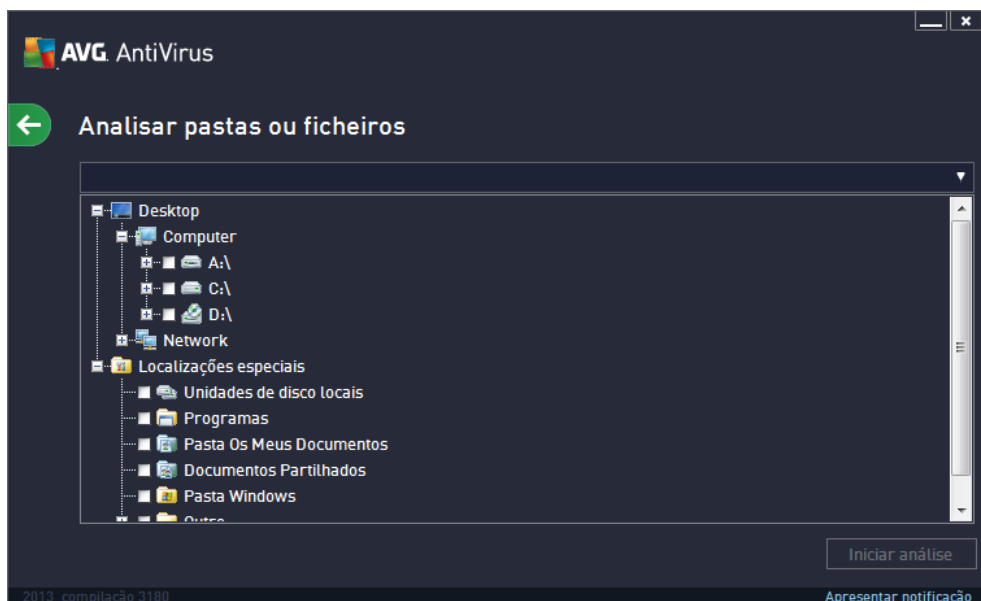 AVG. AntiVirus
Analisar pastas ou ficheiros
Desktop
Computer
A:\
C:\
D:\
Network
Localizações especiais
Unidades de disco locais
Programas
Pasta Os Meus Documentos
Documentos Partilhados
Pasta Windows
Outro
Iniciar análise
2013 compilação 3180
Apresentar notificação